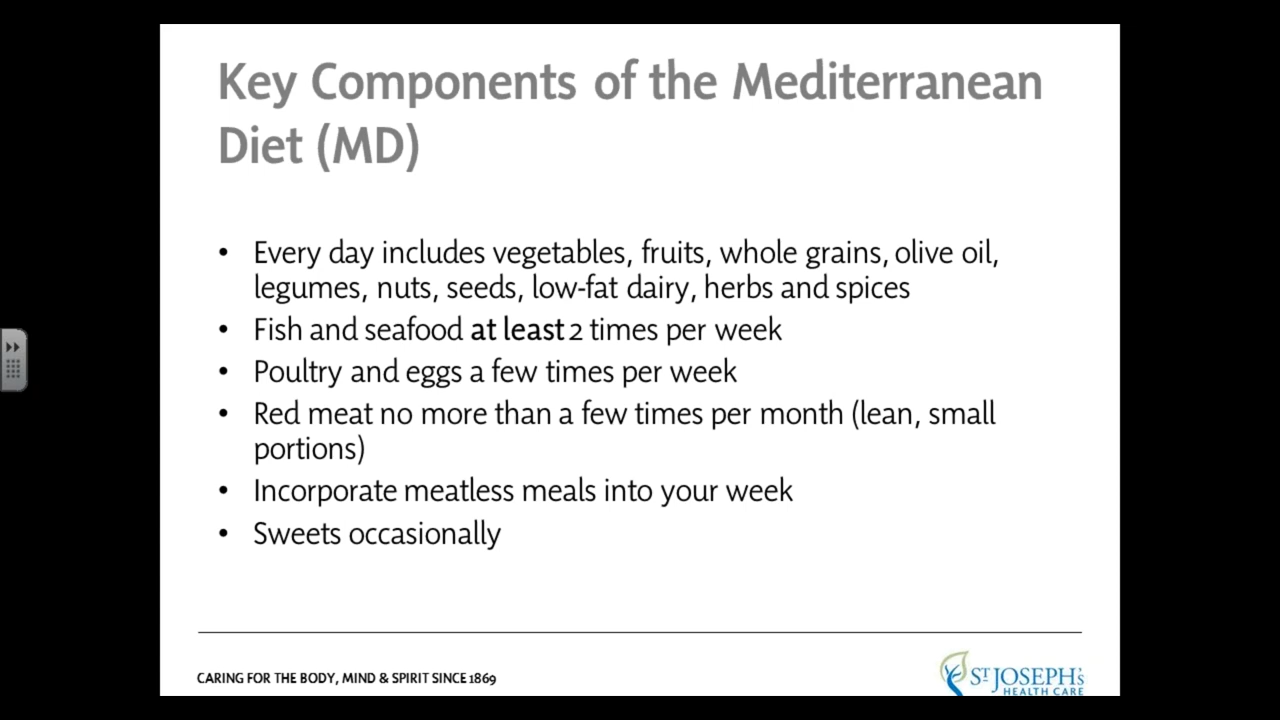 Key Components of the Mediterranean
Diet (MD)
• Every day includes vegetables, fruits, whole grains, olive oil,
legumes, nuts, seeds, low-fat dairy, herbs and spices
• Fish and seafood at least 2 times per week
• Poultry and eggs a few times per week
• Red meat no more than a few times per month (lean, small
portions)
• Incorporate meatless meals into your week
• Sweets occasionally
CARING FOR THE BODY, MIND & SPIRIT SINCE 1869
ST JOSEPH'S
HEALTH CARE